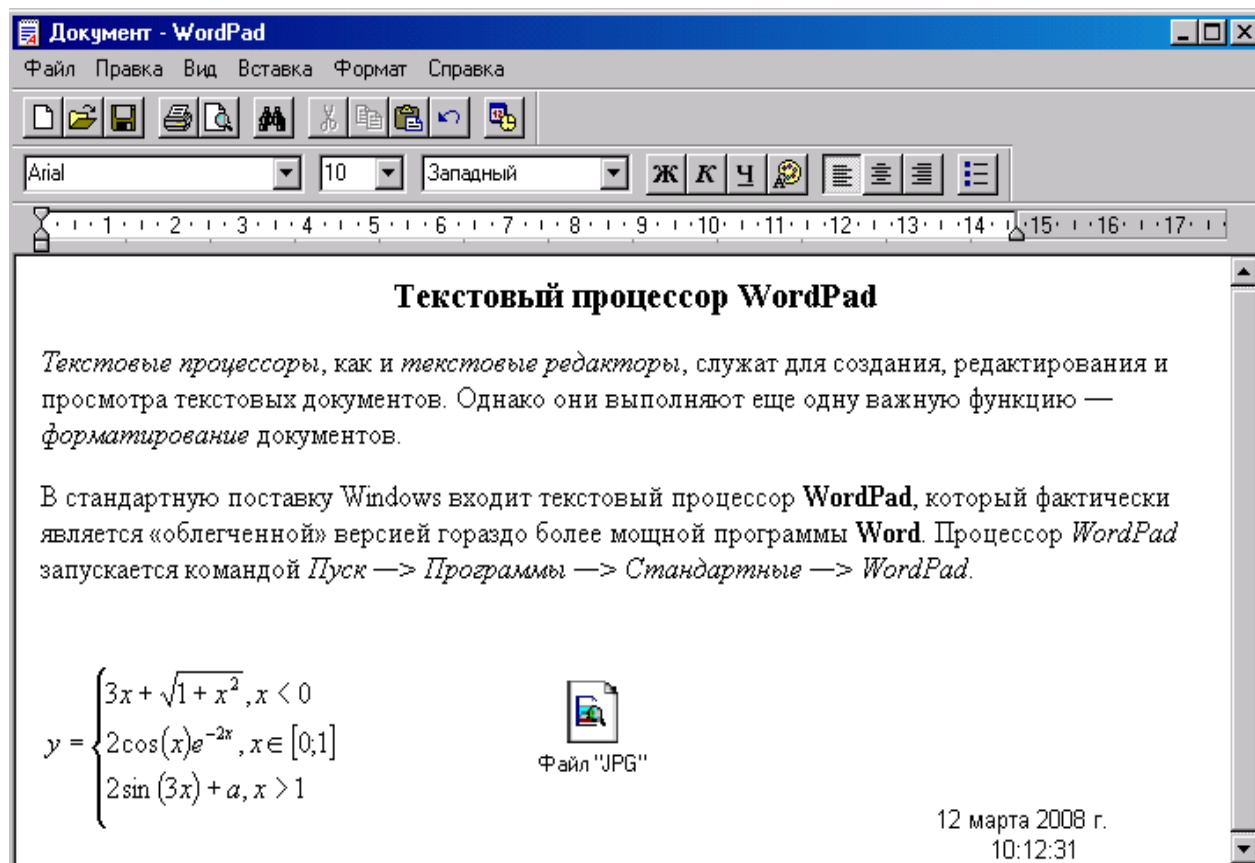 Документ - WordPad
Файл Правка Вид Вставка Формат Справка
Arial 10 Западный Ж К Ч
1 2 3 4 5 6 7 8 9 10 11 12 13 14 15 16 17
Текстовый процессор WordPad
Текстовые процессоры, как и текстовые редакторы, служат для создания, редактирования и
просмотра текстовых документов. Однако они выполняют еще одну важную функцию —
форматирование документов.
В стандартную поставку Windows входит текстовый процессор WordPad, который фактически
является «облегченной» версией гораздо более мощной программы Word. Процессор WordPad
запускается командой Пуск —> Программы —> Стандартные —> WordPad.
3x + √(1 + x²), x < 0
y = { 2cos(x)e^(−2x), x ∈ [0;1]
2sin (3x) + a, x > 1
Файл "JPG"
12 марта 2008 г.
10:12:31